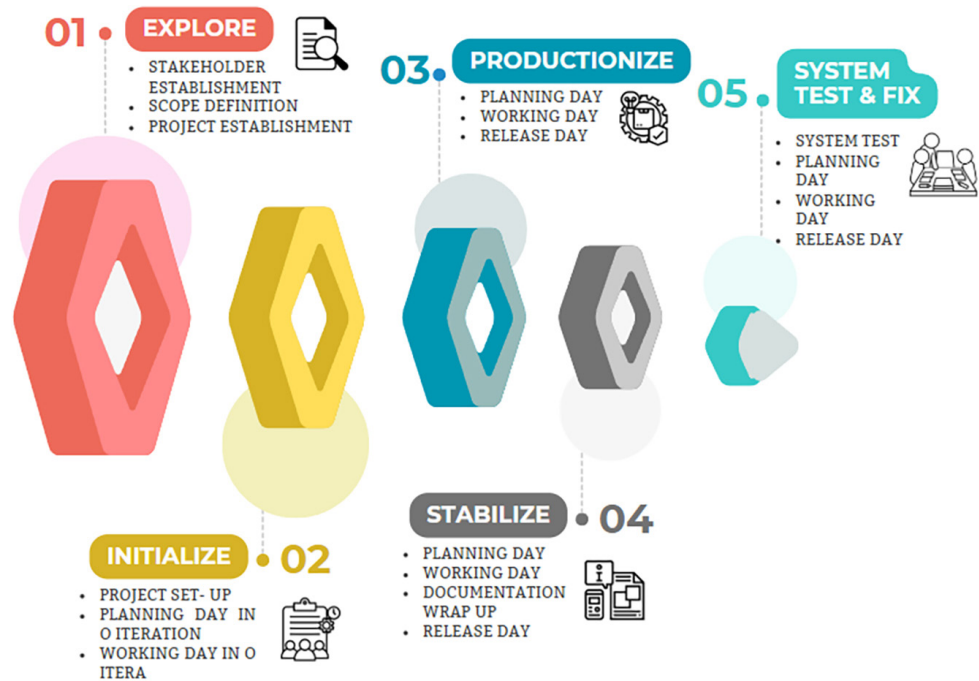 01
EXPLORE
• STAKEHOLDER
ESTABLISHMENT
• SCOPE DEFINITION
• PROJECT ESTABLISHMENT
INITIALIZE
02
• PROJECT SET- UP
• PLANNING DAY IN
O ITERATION
• WORKING DAY IN O
ITERA
03
PRODUCTIONIZE
• PLANNING DAY
• WORKING DAY
• RELEASE DAY
STABILIZE
04
• PLANNING DAY
• WORKING DAY
• DOCUMENTATION
WRAP UP
• RELEASE DAY
05
SYSTEM
TEST & FIX
• SYSTEM TEST
• PLANNING
DAY
• WORKING
DAY
• RELEASE DAY